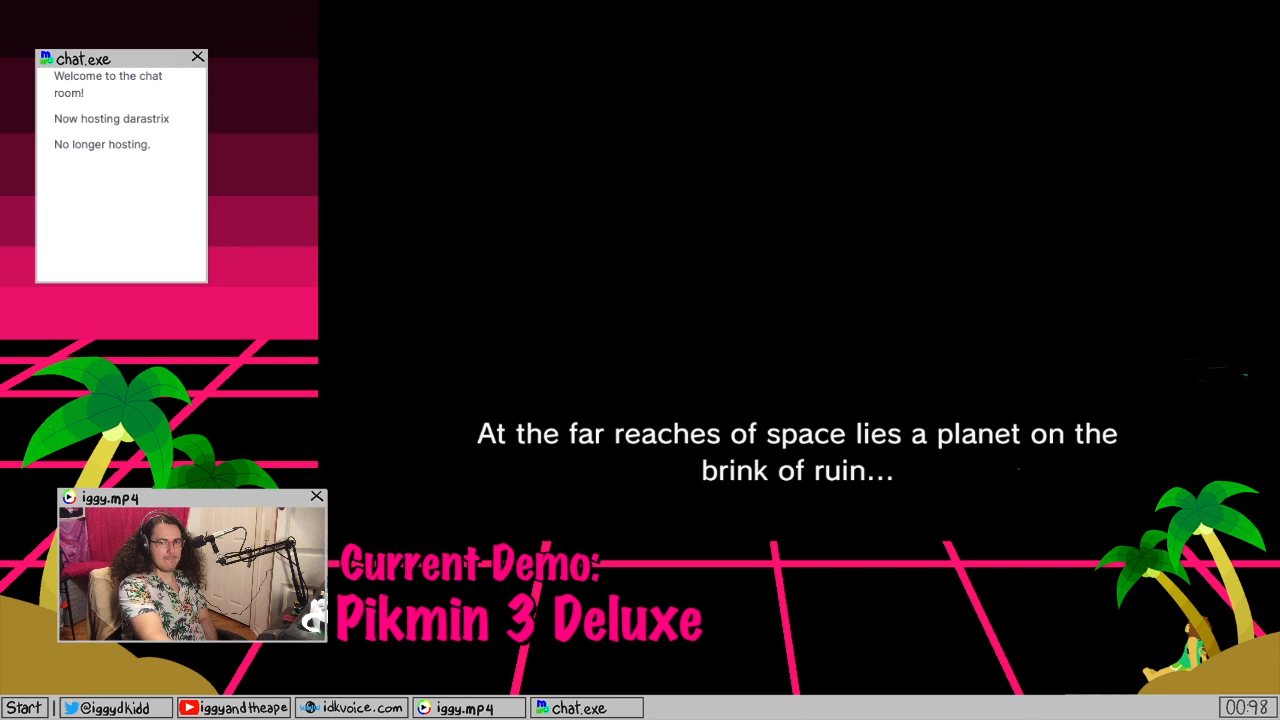 chat.exe
Welcome to the chat
room!
Now hosting darastrix
No longer hosting.
At the far reaches of space lies a planet on the
brink of ruin...
iggy.mp4
Current Demo:
Pikmin 3 Deluxe
Start | @iggydkidd iggyandtheape www idkvoice.com iggy.mp4 chat.exe 00:98